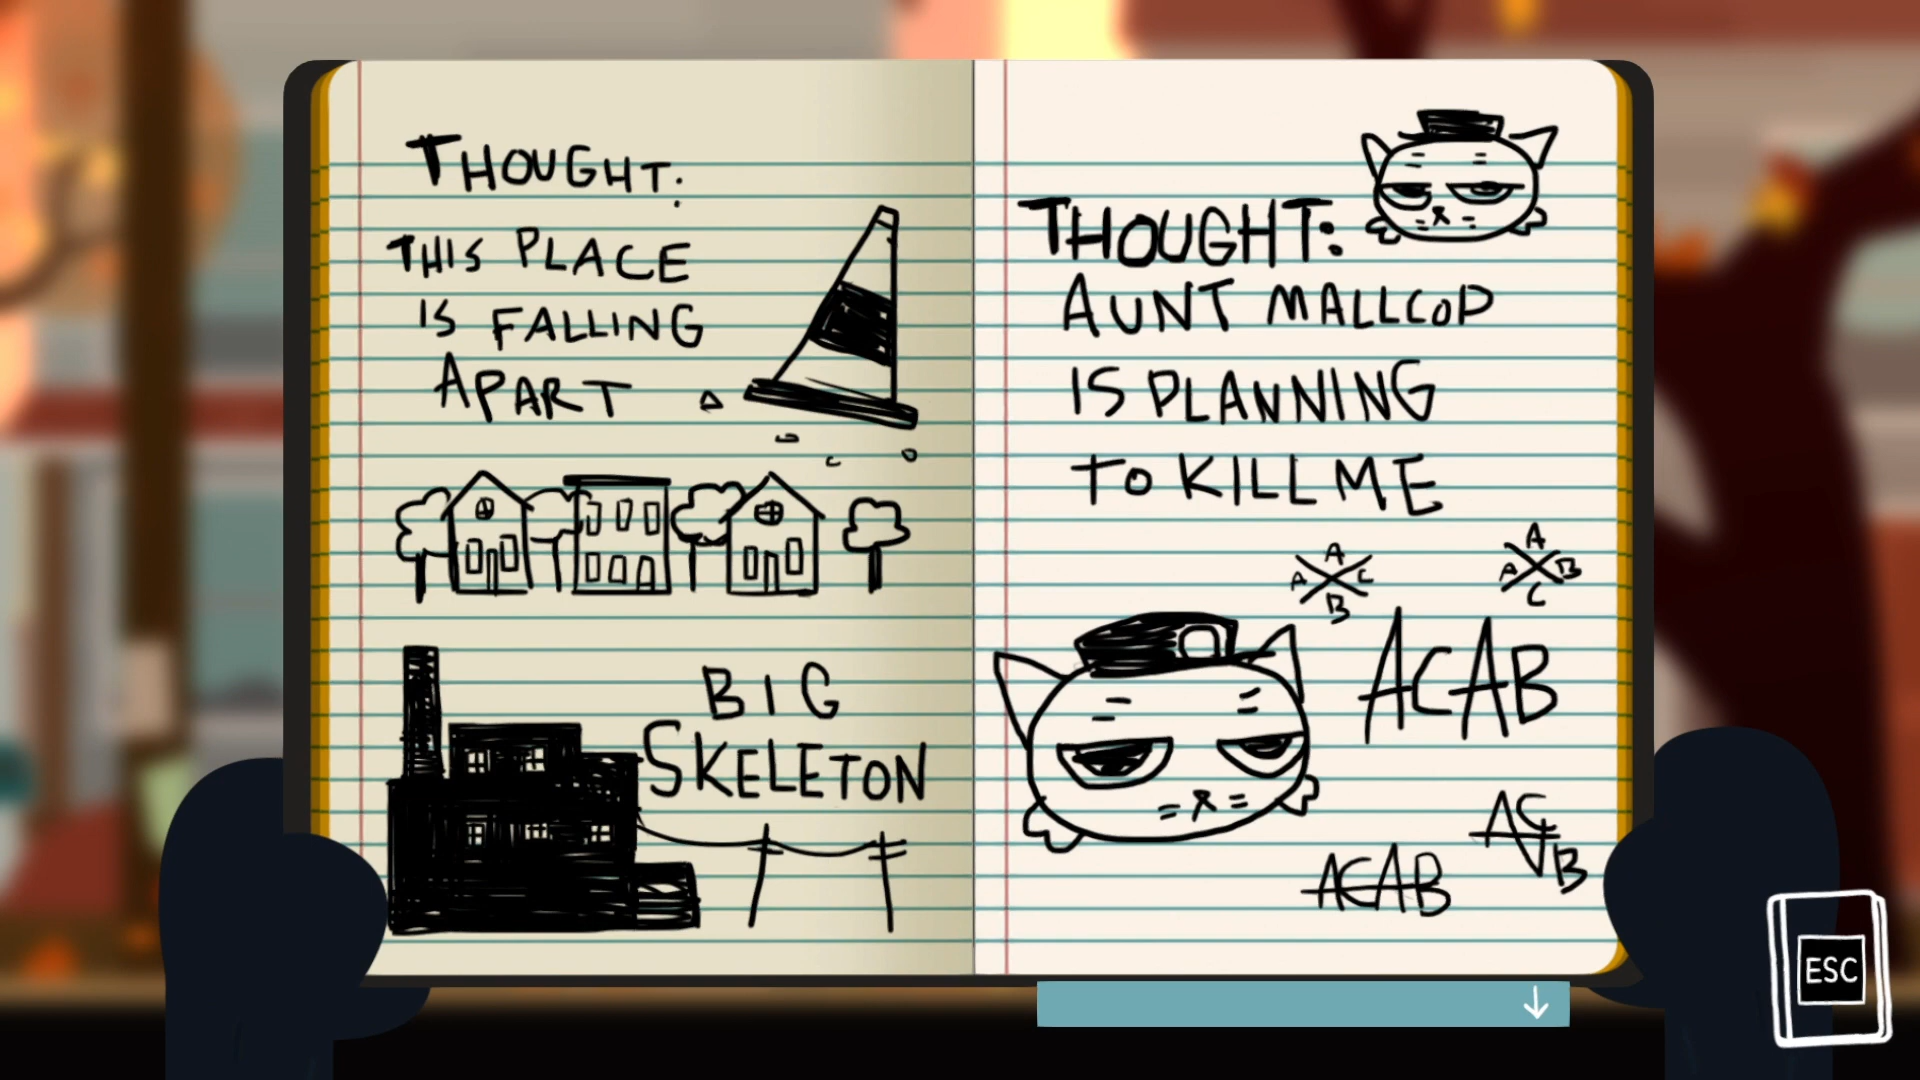 THOUGHT:
THIS PLACE
IS FALLING
APART
BIG
SKELETON
THOUGHT:
AUNT MALLCOP
IS PLANNING
TO KILL ME
A
A C
B
A
A B
C
ACAB
AC
B
ACAB
ESC